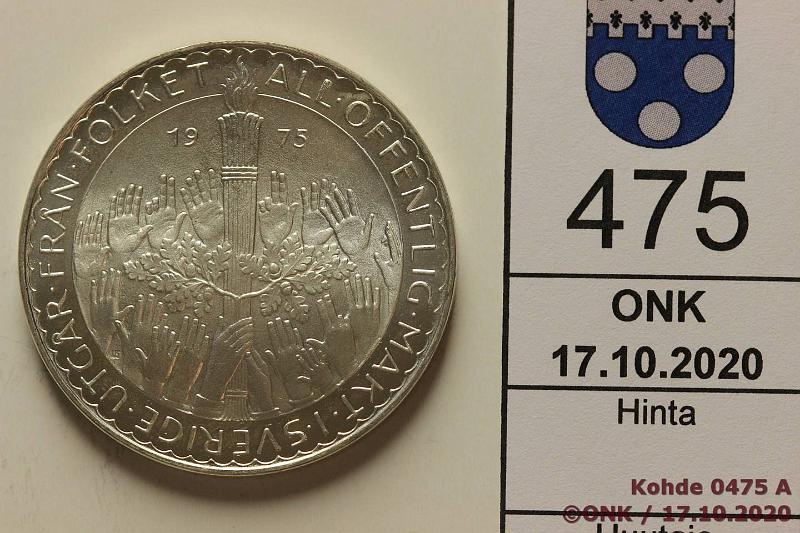 ALL·OFFENTLIG·MAKT·I·SVERIGE·UTGÅR·FRÅN·FOLKET
19 75
475
ONK
17.10.2020
Hinta
Kohde 0475 A
©ONK / 17.10.2020